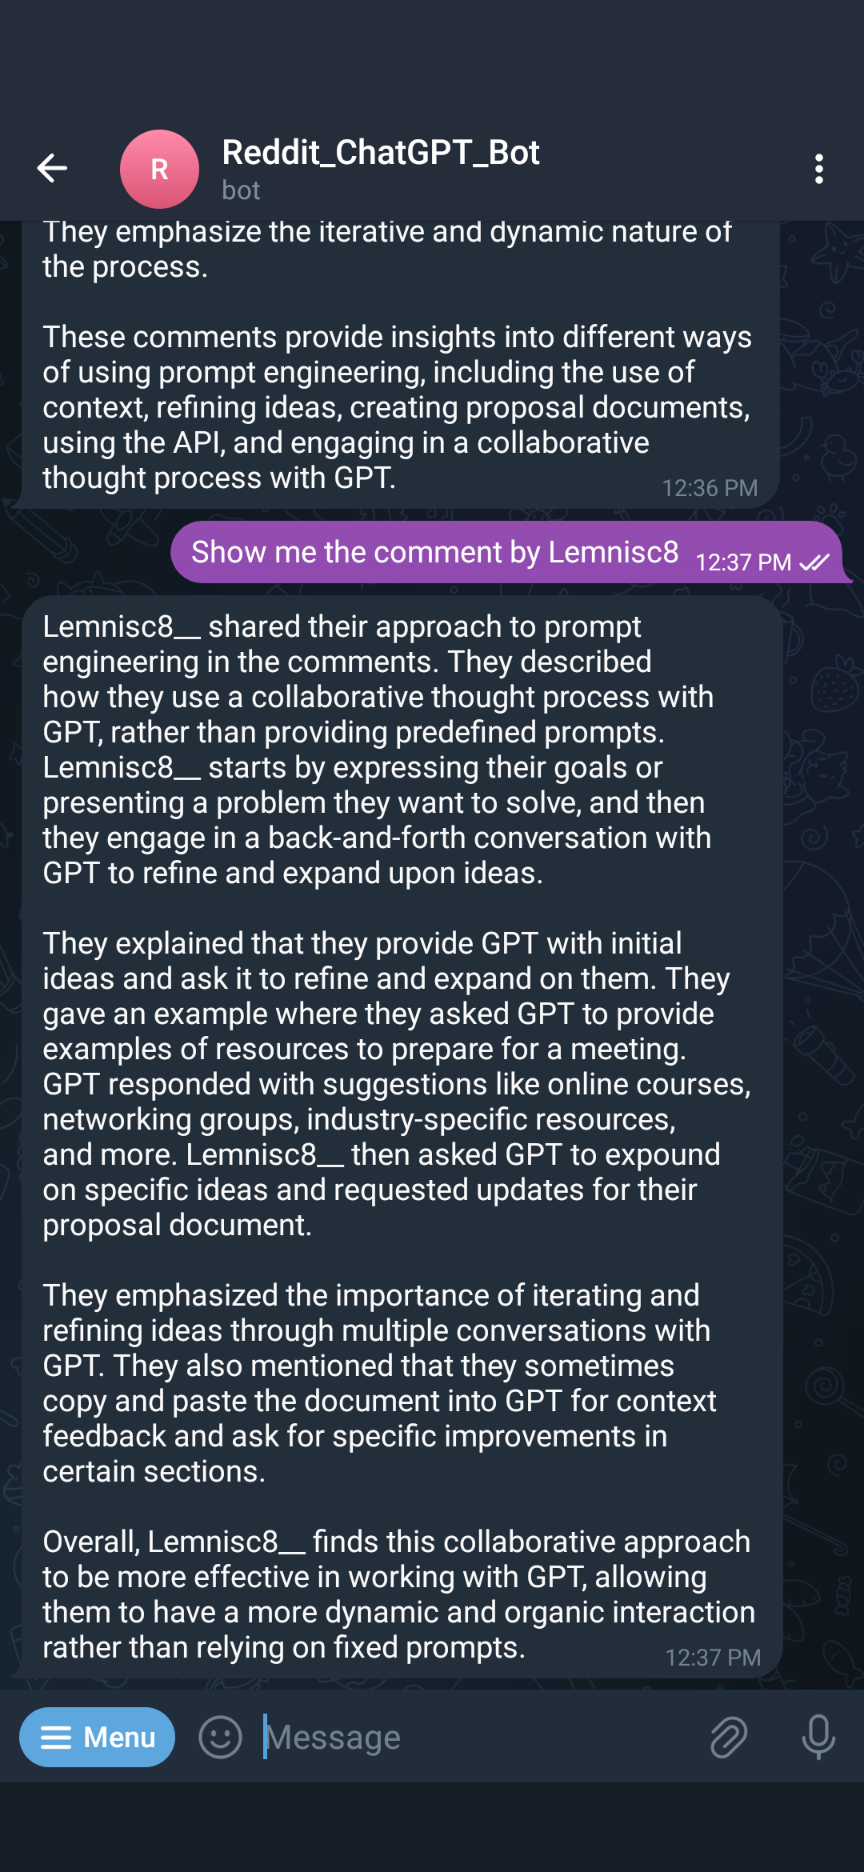 Reddit_ChatGPT_Bot
R
bot
They emphasize the iterative and dynamic nature of
the process.
These comments provide insights into different ways
of using prompt engineering, including the use of
context, refining ideas, creating proposal documents,
using the API, and engaging in a collaborative
thought process with GPT.
12:36 PM
Show me the comment by Lemnisc8 12:37 PM
Lemnisc8__ shared their approach to prompt
engineering in the comments. They described
how they use a collaborative thought process with
GPT, rather than providing predefined prompts.
Lemnisc8__ starts by expressing their goals or
presenting a problem they want to solve, and then
they engage in a back-and-forth conversation with
GPT to refine and expand upon ideas.
They explained that they provide GPT with initial
ideas and ask it to refine and expand on them. They
gave an example where they asked GPT to provide
examples of resources to prepare for a meeting.
GPT responded with suggestions like online courses,
networking groups, industry-specific resources,
and more. Lemnisc8__ then asked GPT to expound
on specific ideas and requested updates for their
proposal document.
They emphasized the importance of iterating and
refining ideas through multiple conversations with
GPT. They also mentioned that they sometimes
copy and paste the document into GPT for context
feedback and ask for specific improvements in
certain sections.
Overall, Lemnisc8__ finds this collaborative approach
to be more effective in working with GPT, allowing
them to have a more dynamic and organic interaction
rather than relying on fixed prompts.
12:37 PM
Menu
Message